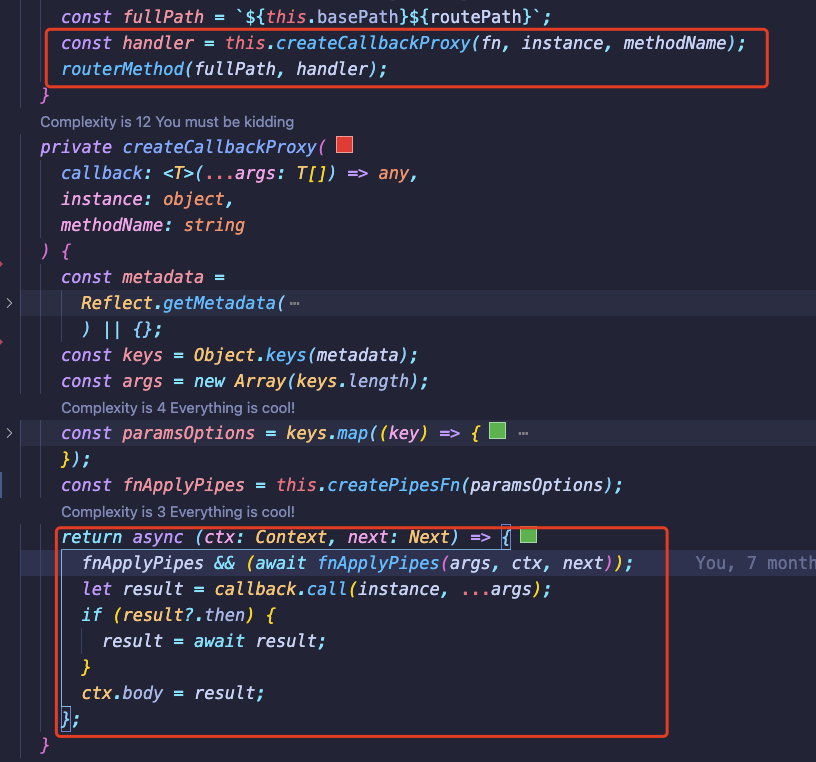 const fullPath = `${this.basePath}${routePath}`;
const handler = this.createCallbackProxy(fn, instance, methodName);
routerMethod(fullPath, handler);
}
Complexity is 12 You must be kidding
private createCallbackProxy(
callback: <T>(...args: T[]) => any,
instance: object,
methodName: string
) {
const metadata =
Reflect.getMetadata( ⋯
) || {};
const keys = Object.keys(metadata);
const args = new Array(keys.length);
Complexity is 4 Everything is cool!
const paramsOptions = keys.map((key) => { ⋯
});
const fnApplyPipes = this.createPipesFn(paramsOptions);
Complexity is 3 Everything is cool!
return async (ctx: Context, next: Next) => {
fnApplyPipes && (await fnApplyPipes(args, ctx, next)); You, 7 month
let result = callback.call(instance, ...args);
if (result?.then) {
result = await result;
}
ctx.body = result;
};
}